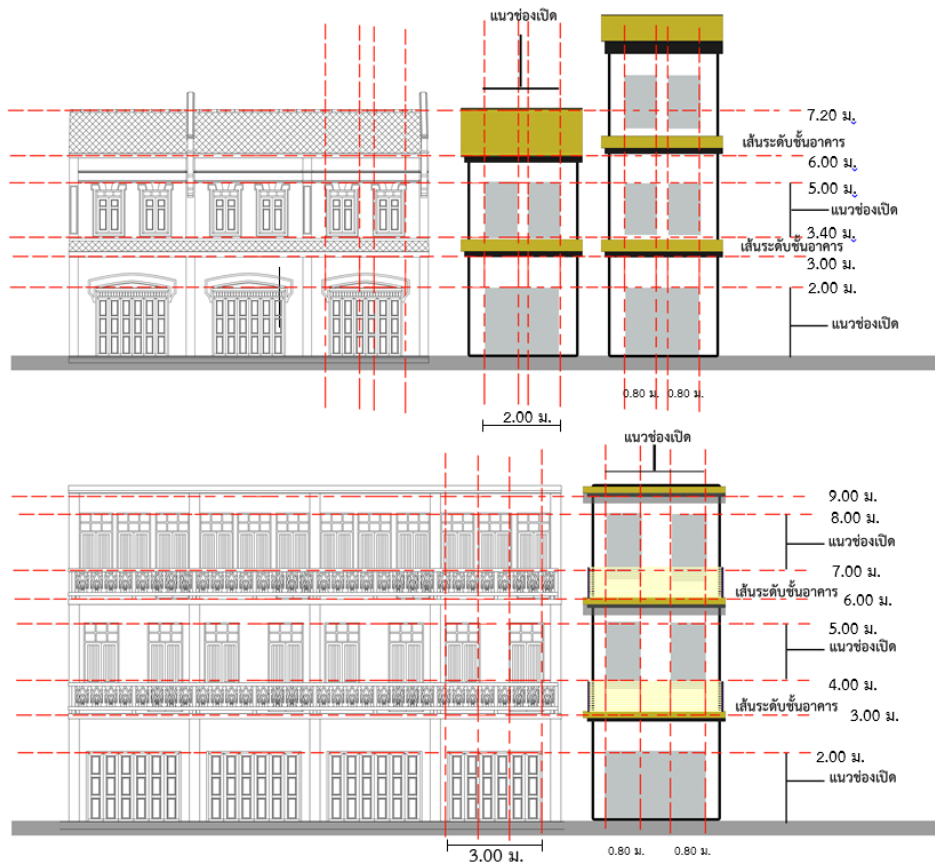 แนวช่องเปิด
7.20 ม.
เส้นระดับชั้นอาคาร
6.00 ม.
5.00 ม.
แนวช่องเปิด
3.40 ม.
เส้นระดับชั้นอาคาร
3.00 ม.
2.00 ม.
แนวช่องเปิด
0.80 ม. 0.80 ม.
2.00 ม.
แนวช่องเปิด
9.00 ม.
8.00 ม.
แนวช่องเปิด
7.00 ม.
เส้นระดับชั้นอาคาร
6.00 ม.
5.00 ม.
แนวช่องเปิด
4.00 ม.
เส้นระดับชั้นอาคาร
3.00 ม.
2.00 ม.
แนวช่องเปิด
3.00 ม.
0.80 ม. 0.80 ม.